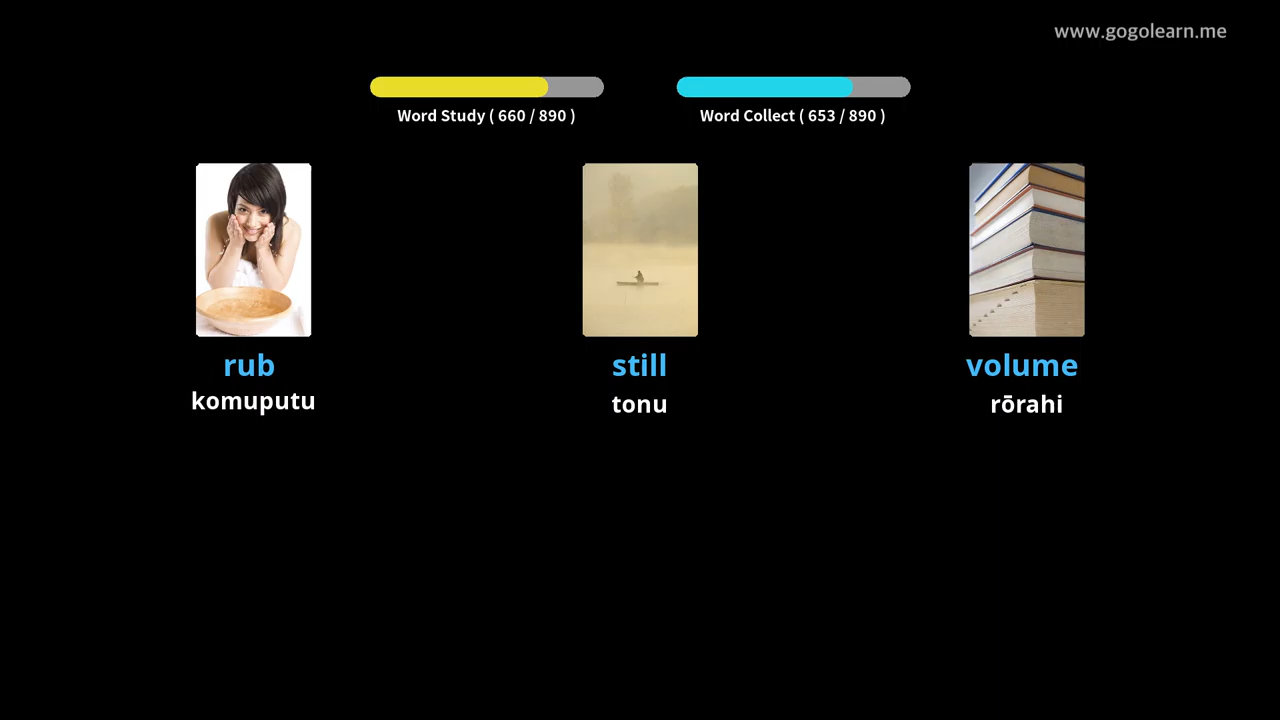 www.gogolearn.me
Word Study ( 660 / 890 )
Word Collect ( 653 / 890 )
rub
komuputu
still
tonu
volume
rōrahi